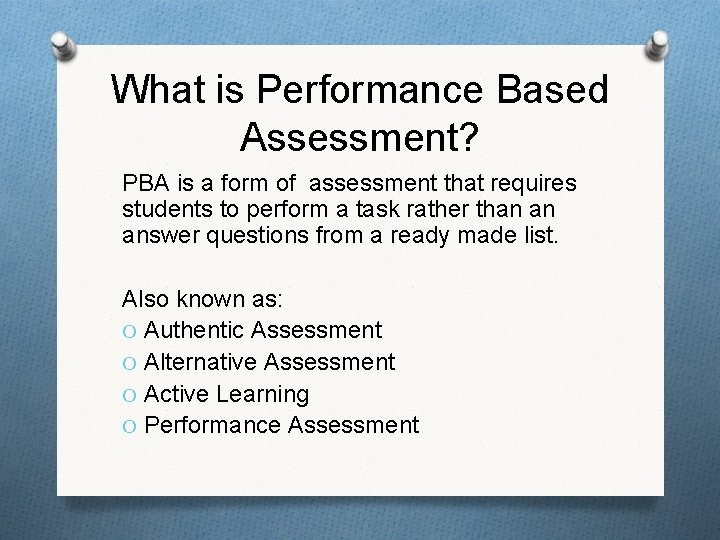 What is Performance Based
Assessment?
PBA is a form of  assessment that requires
students to perform a task rather than an
answer questions from a ready made list.
Also known as:
O Authentic Assessment
O Alternative Assessment
O Active Learning
O Performance Assessment